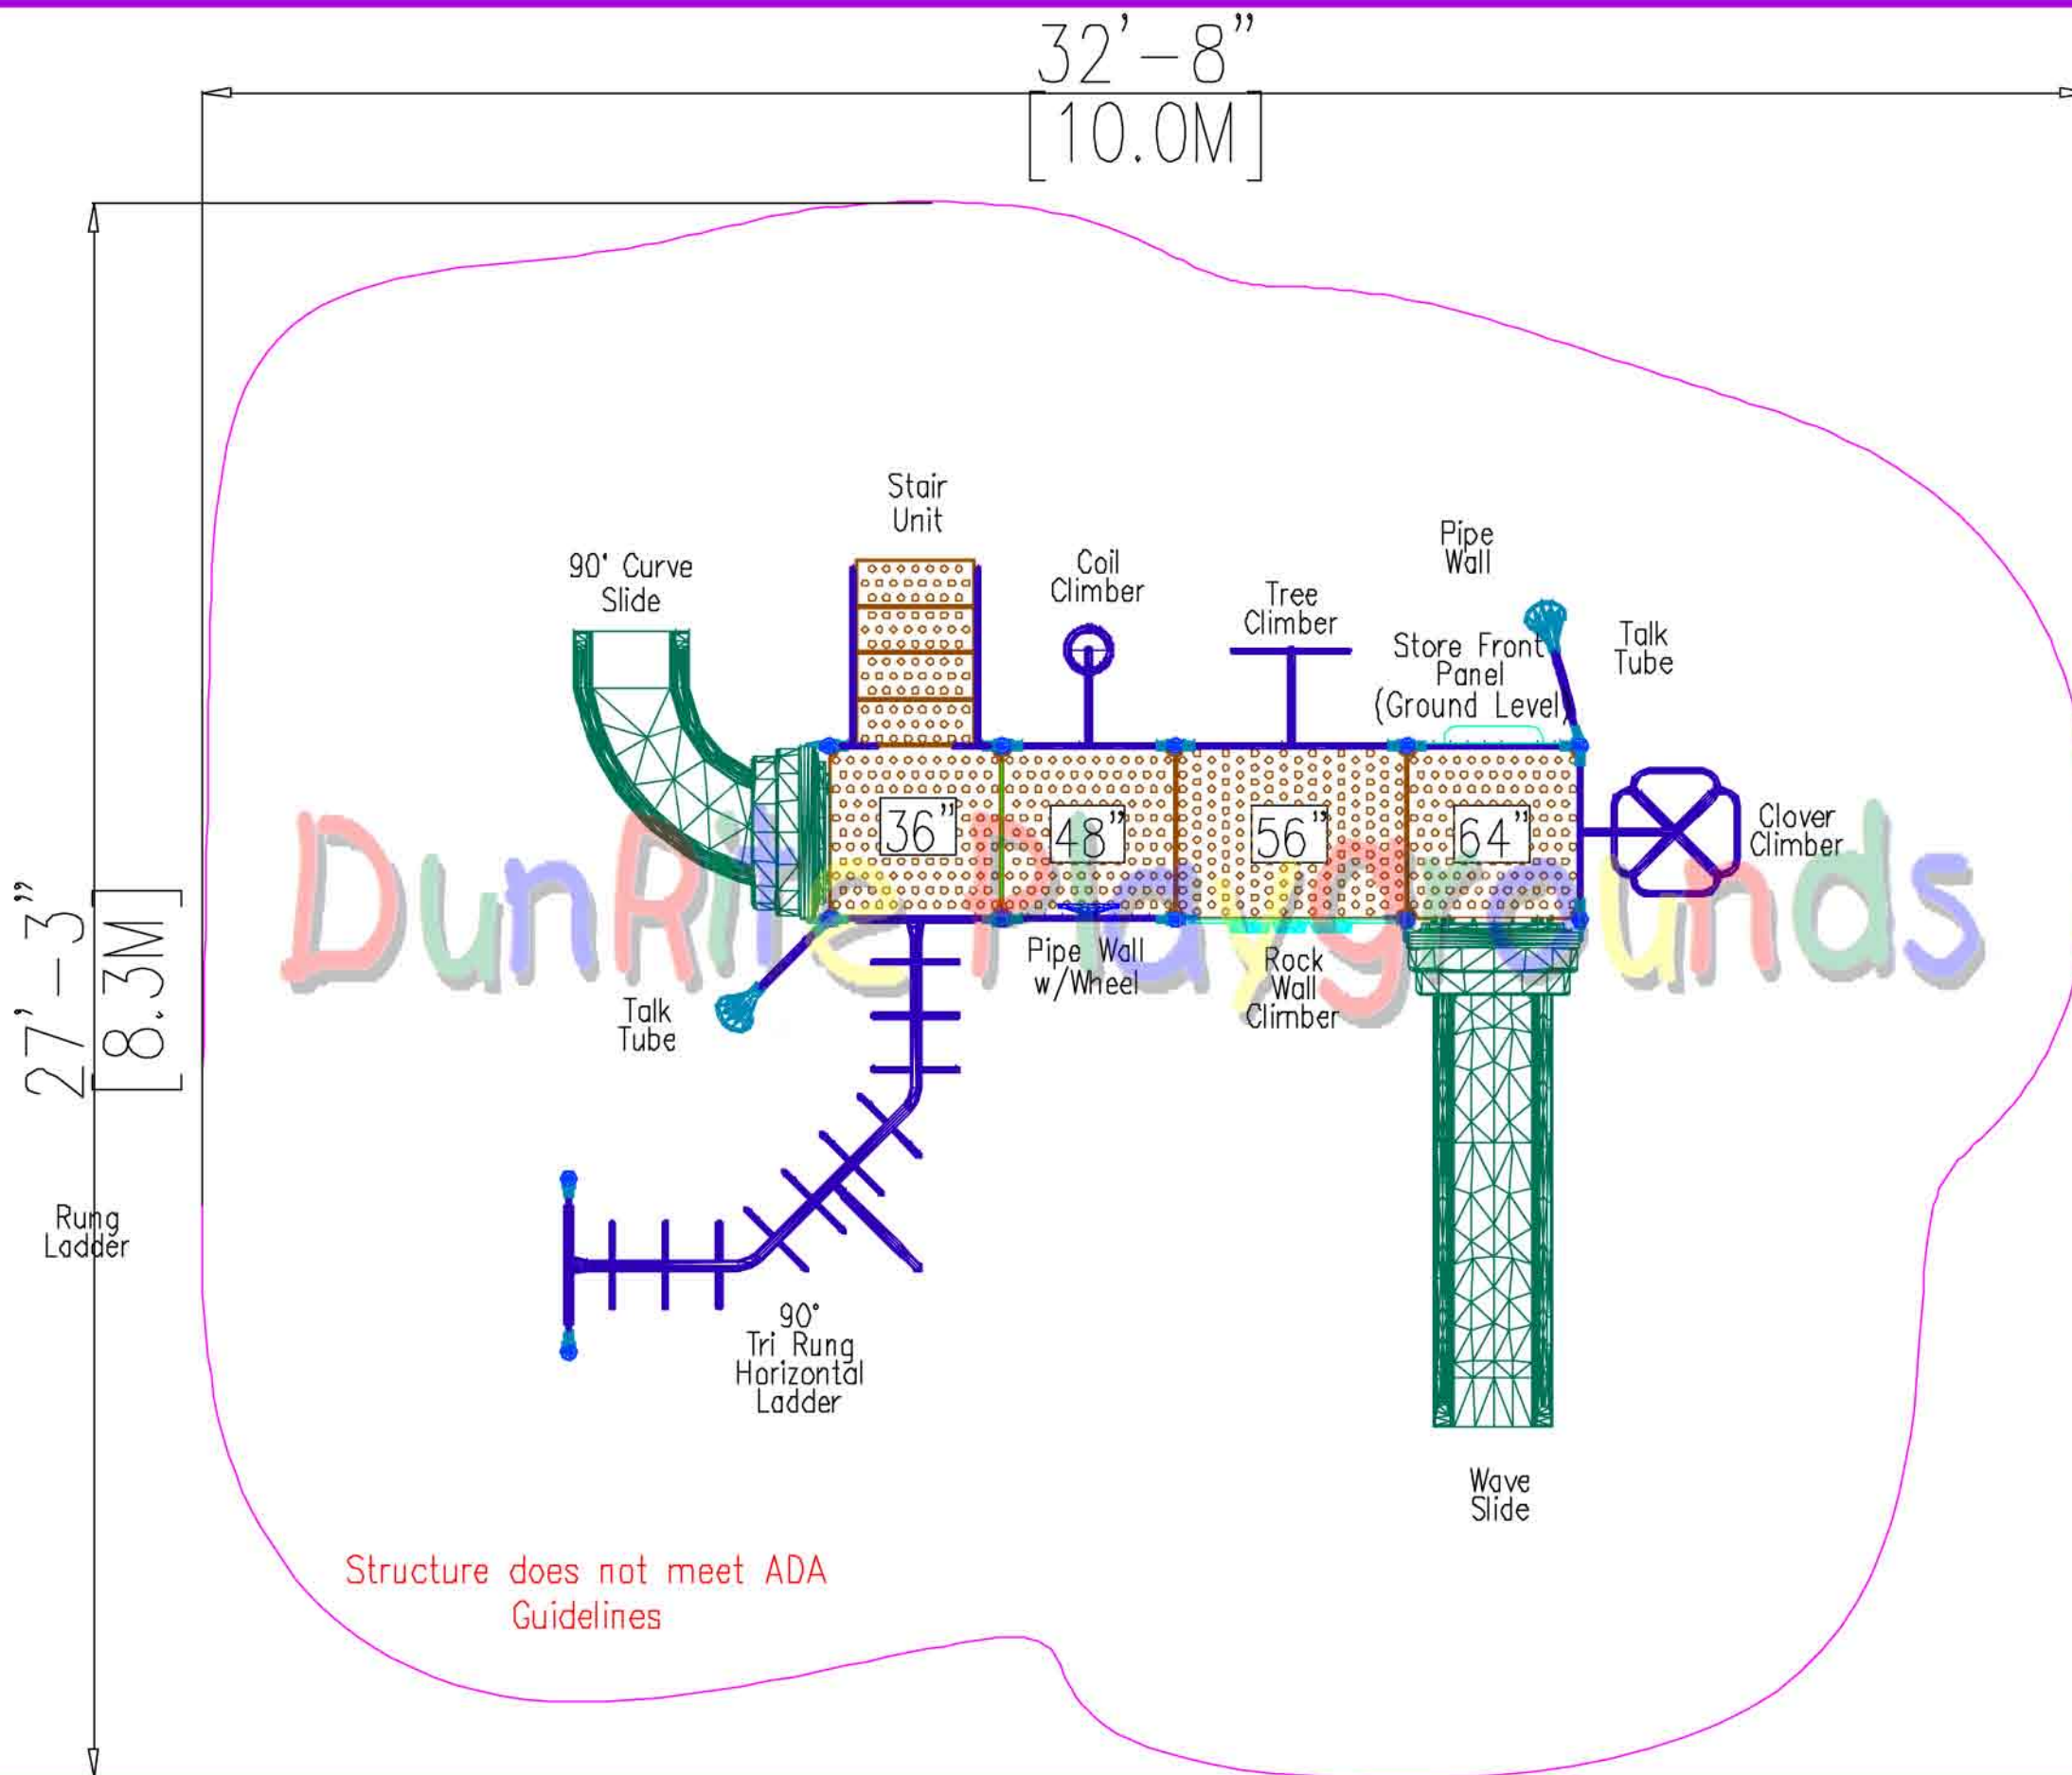 32'-8"
[10.0M]
27'-3"
[8.3M]
Stair
Unit
90° Curve
Slide
Coil
Climber
Tree
Climber
Pipe
Wall
Store Front
Panel
(Ground Level)
Talk
Tube
36"
48"
56"
64"
Clover
Climber
DunRite Playgrounds
Talk
Tube
Pipe Wall
w/Wheel
Rock
Wall
Climber
Rung
Ladder
90°
Tri Rung
Horizontal
Ladder
Wave
Slide
Structure does not meet ADA
Guidelines